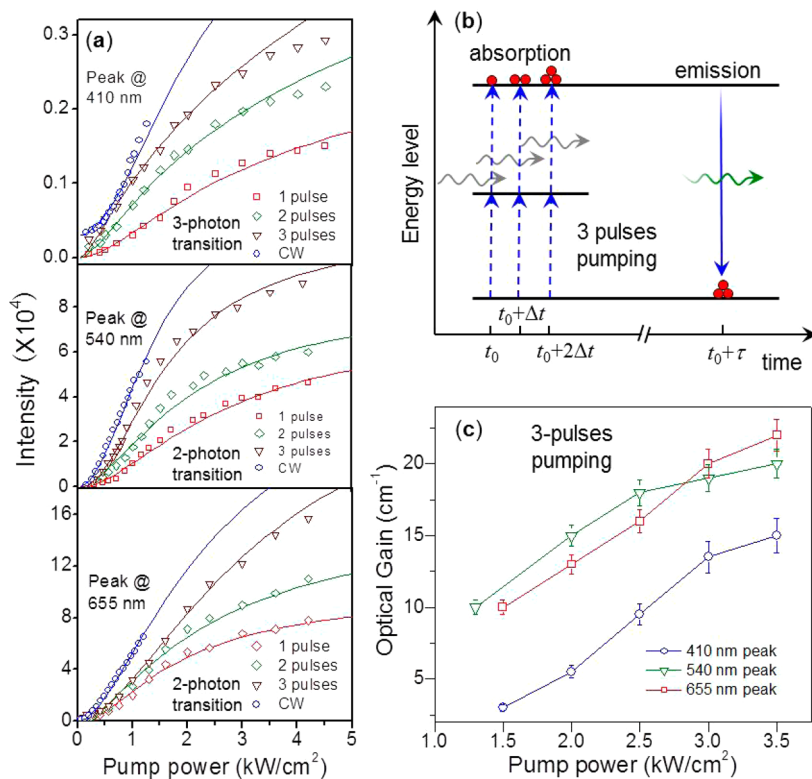 (a)
Peak @
410 nm
0.3
0.2
0.1
0.0
3-photon
transition
1 pulse
2 pulses
3 pulses
CW
Peak @
540 nm
8
6
4
2
0
2-photon
transition
1 pulse
2 pulses
3 pulses
CW
Peak @
655 nm
16
12
8
4
0
2-photon
transition
1 pulse
2 pulses
3 pulses
CW
0 1 2 3 4 5
Pump power (kW/cm²)
Intensity (X10⁴)
(b)
absorption
emission
Energy level
3 pulses
pumping
t₀
t₀+Δt
t₀+2Δt
t₀+τ
time
(c)
3-pulses
pumping
20
15
10
5
Optical Gain (cm⁻¹)
410 nm peak
540 nm peak
655 nm peak
1.0 1.5 2.0 2.5 3.0 3.5
Pump power (kW/cm²)